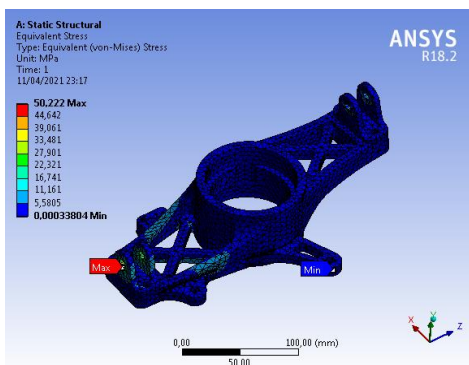 A: Static Structural
Equivalent Stress
Type: Equivalent (von-Mises) Stress
Unit: MPa
Time: 1
11/04/2021 23:17
ANSYS
R18.2
50,222 Max
44,642
39,061
33,481
27,901
22,321
16,741
11,161
5,5805
0,00033804 Min
Max
Min
X
Y
Z
0,00
100,00 (mm)
50,00